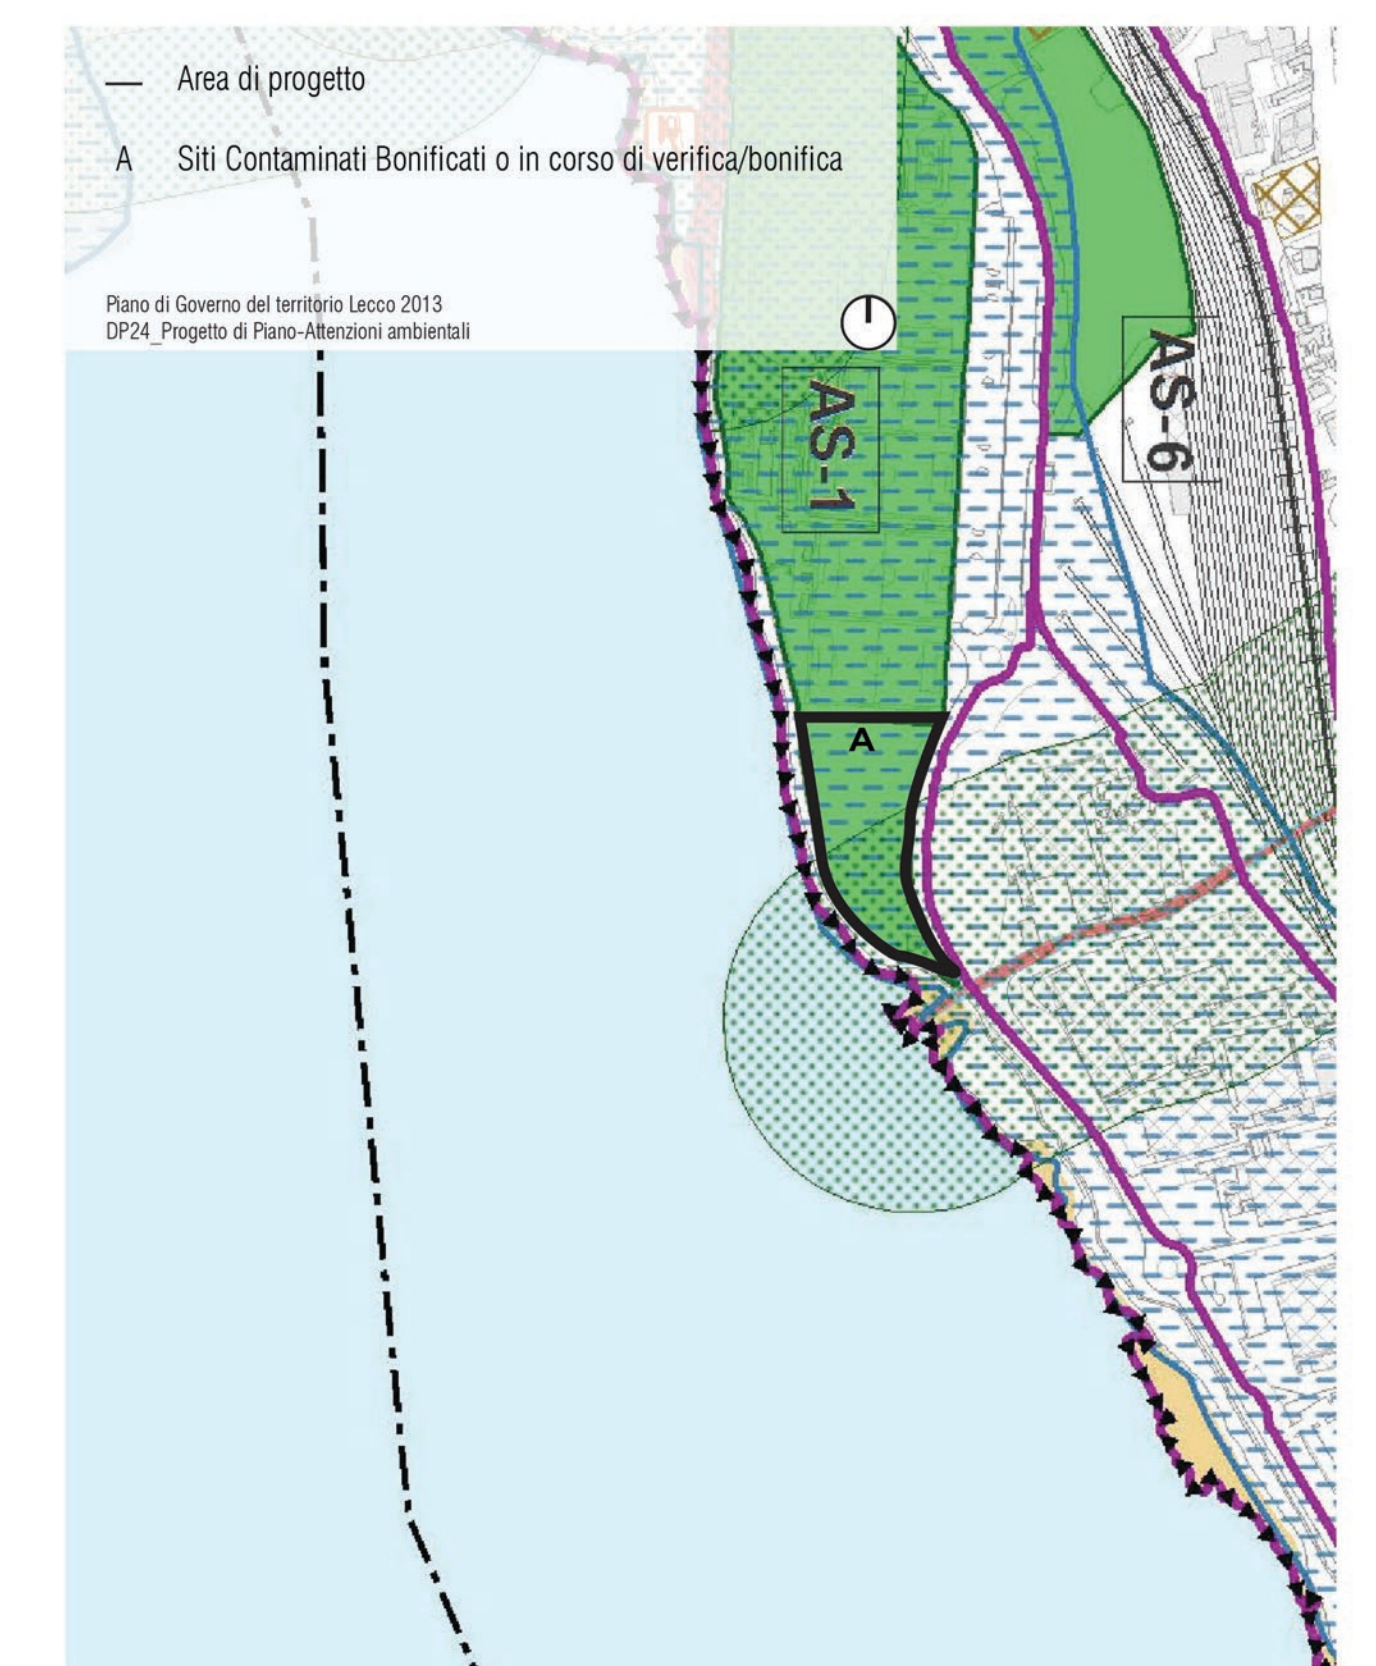 Area di progetto
A Siti Contaminati Bonificati o in corso di verifica/bonifica
Piano di Governo del territorio Lecco 2013
DP24_Progetto di Piano-Attenzioni ambientali
AS-1
AS-6
A